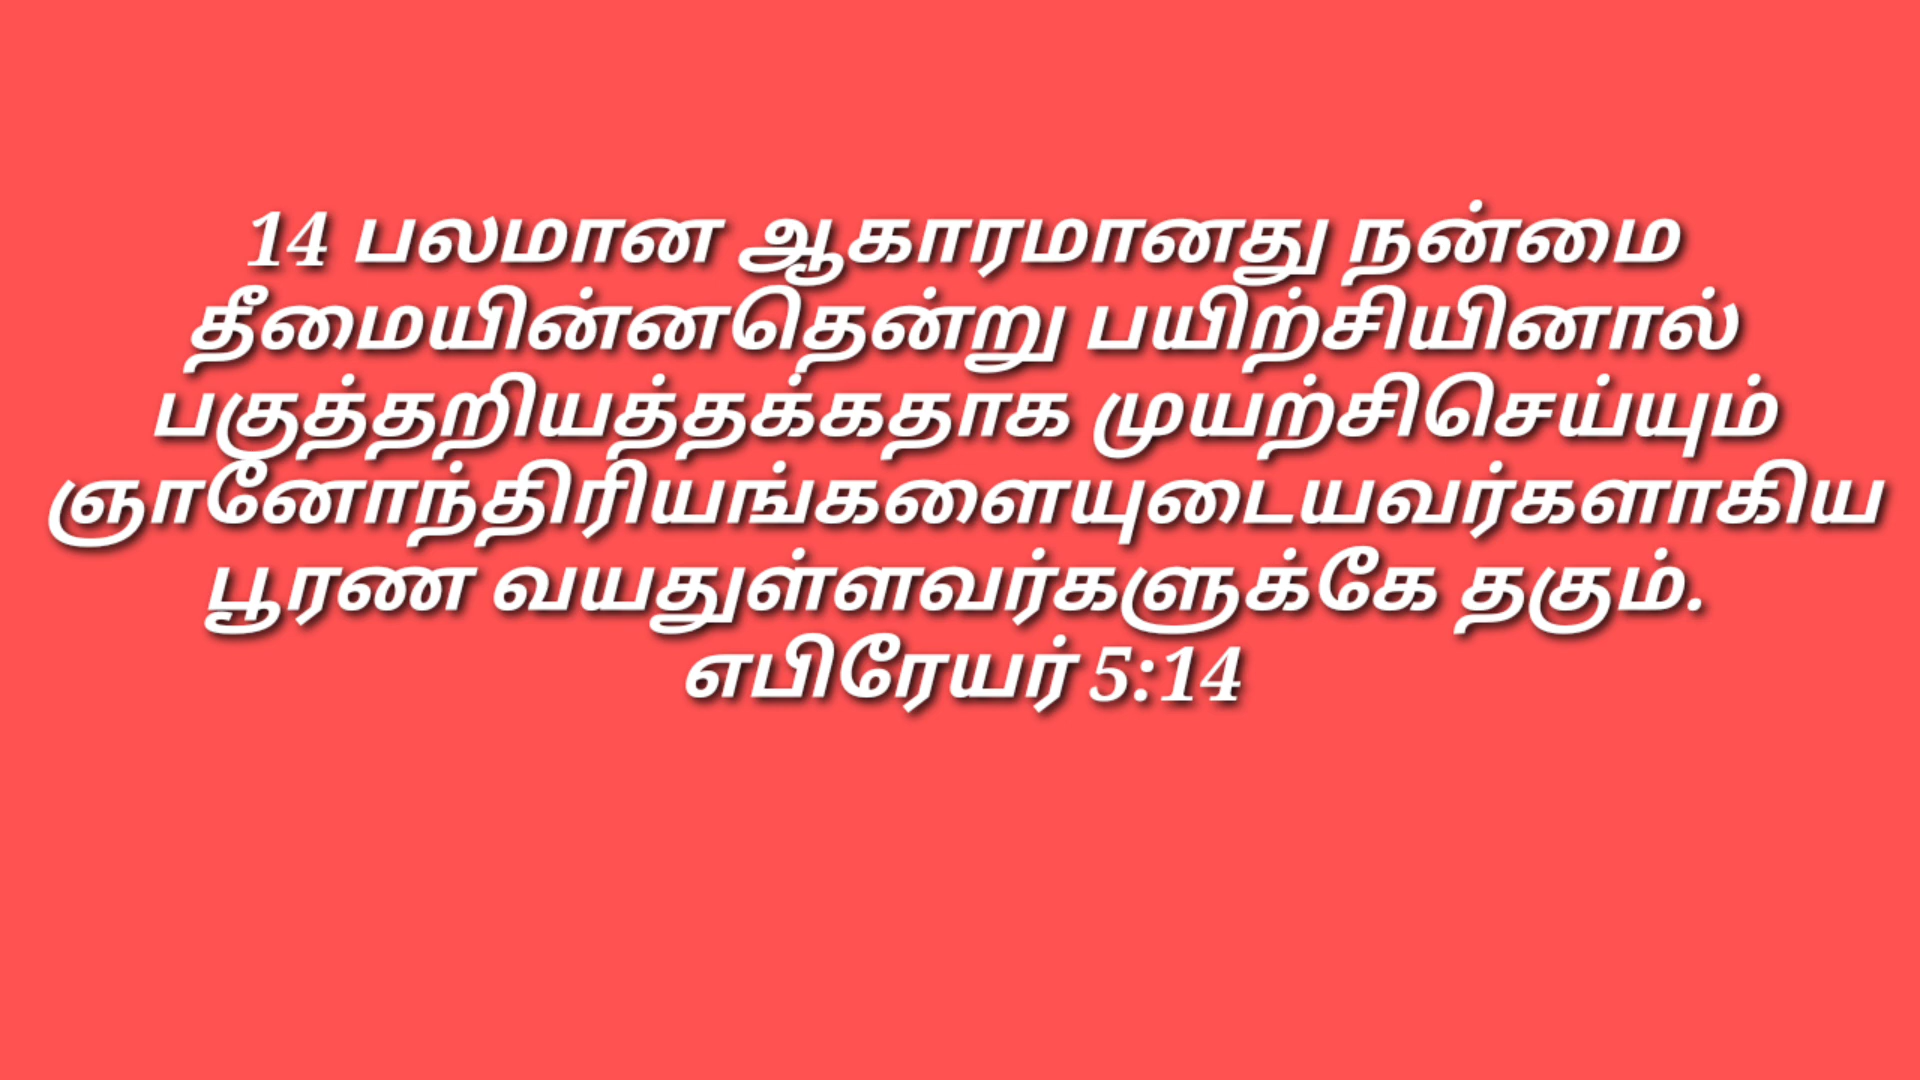 14 பலமான ஆகாரமானது நன்மை
தீமையின்னதென்று பயிற்சியினால்
பகுத்தறியத்தக்கதாக முயற்சிசெய்யும்
ஞானோந்திரியங்களையுடையவர்களாகிய
பூரண வயதுள்ளவர்களுக்கே தகும்.
எபிரேயர் 5:14